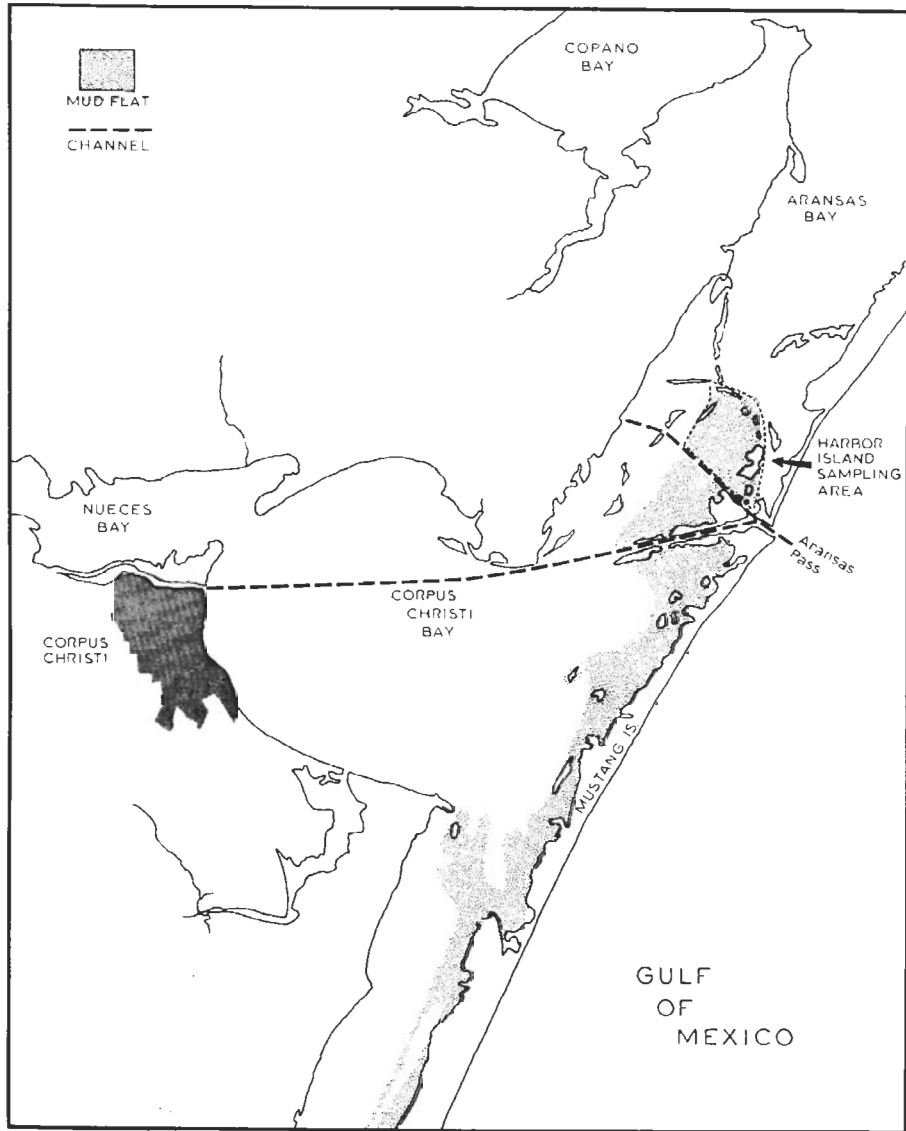 MUD FLAT
CHANNEL
COPANO
BAY
ARANSAS
BAY
HARBOR
ISLAND
SAMPLING
AREA
NUECES
BAY
Aransas
Pass
CORPUS
CHRISTI
BAY
CORPUS
CHRISTI
MUSTANG IS.
GULF
OF
MEXICO